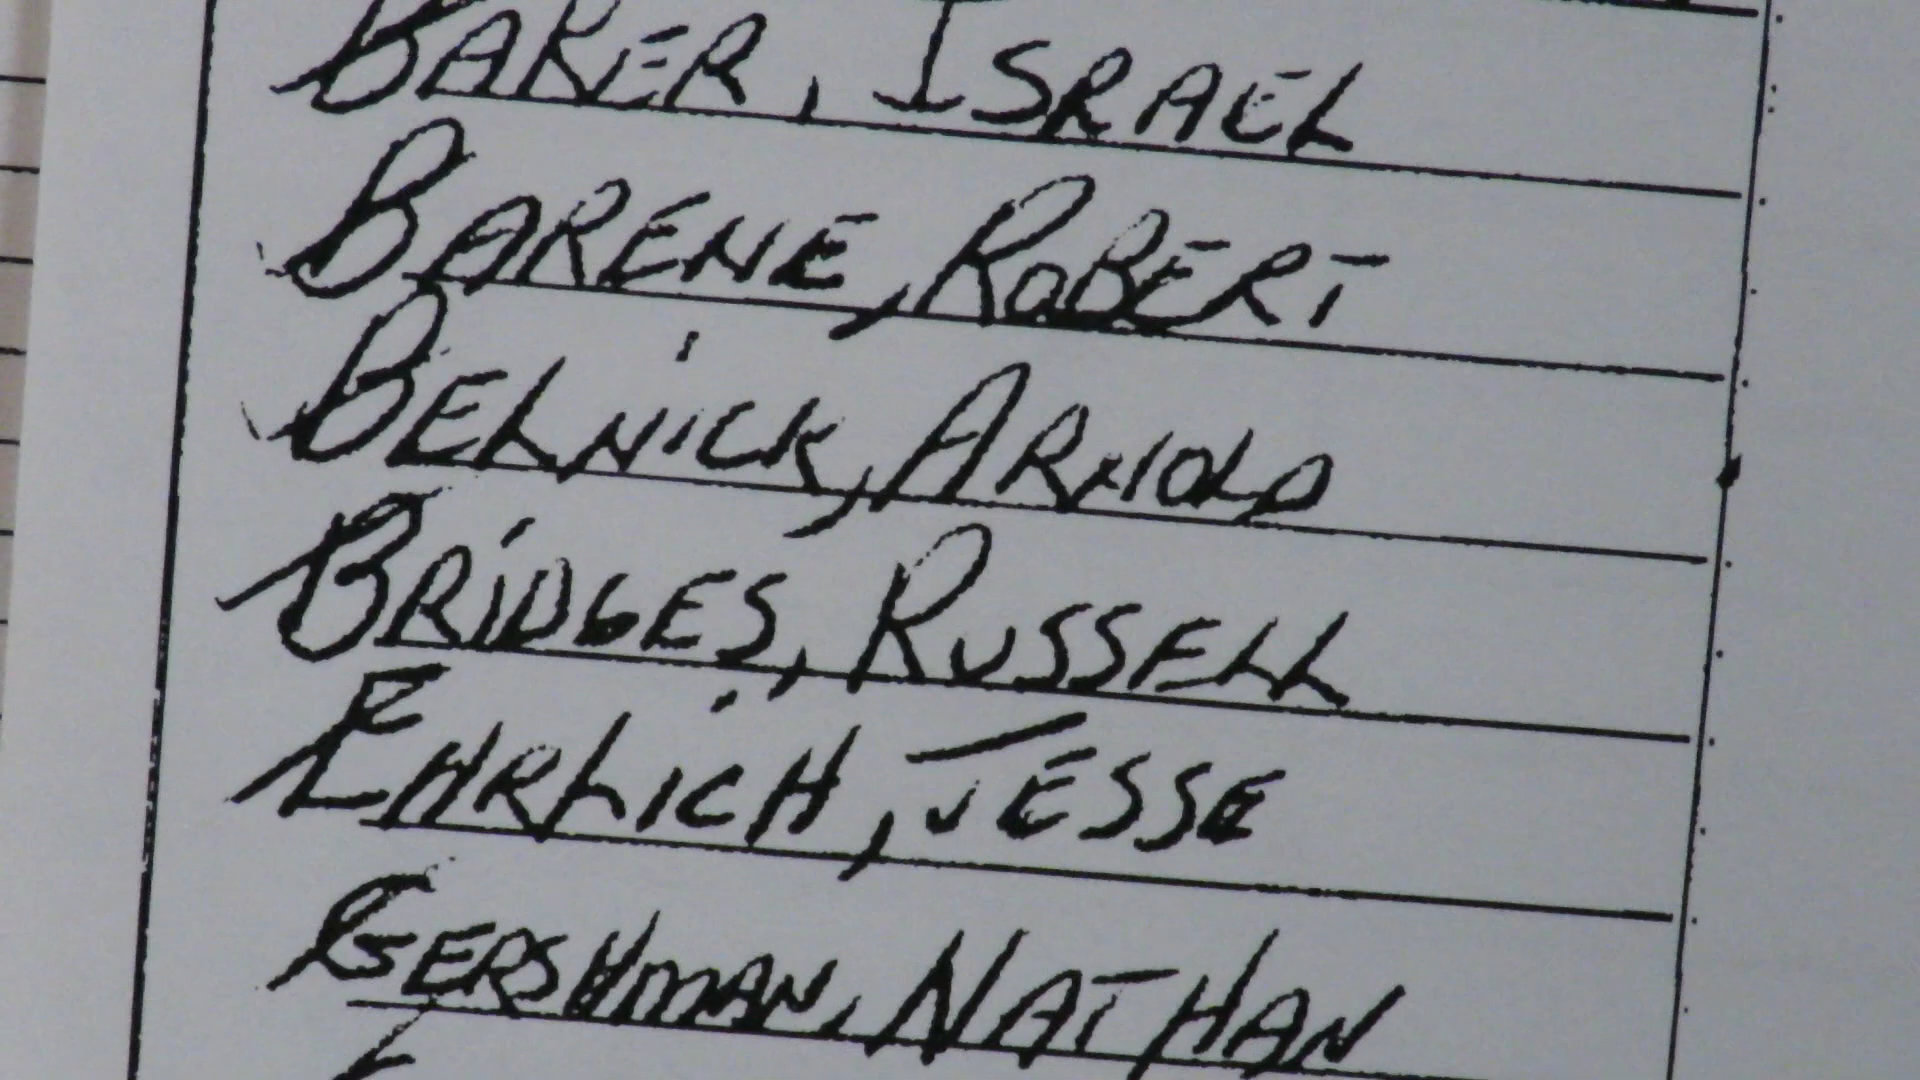 BAKER, ISRAEL
BARENE, ROBERT
BELNICK, ARNOLD
BRIDGES, RUSSELL
EHRLICH, JESSE
GERSHMAN, NATHAN